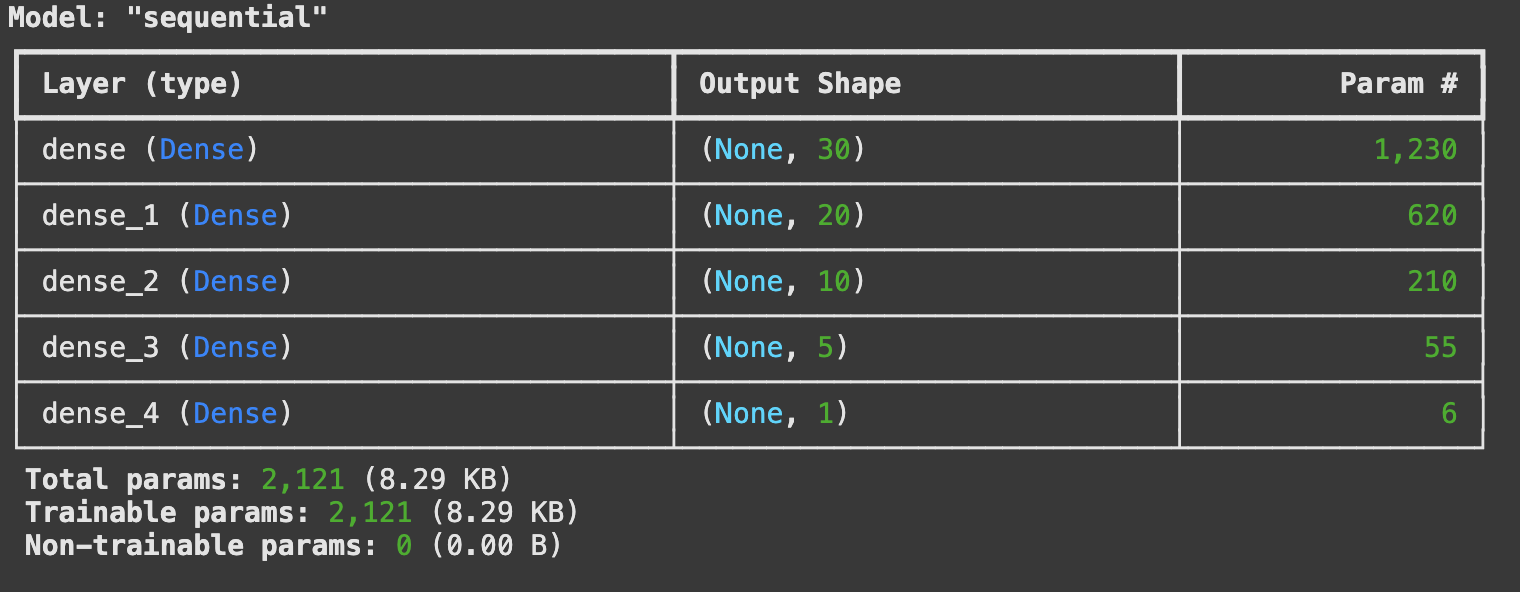 Model: "sequential"
Layer (type) Output Shape Param #
dense (Dense) (None, 30) 1,230
dense_1 (Dense) (None, 20) 620
dense_2 (Dense) (None, 10) 210
dense_3 (Dense) (None, 5) 55
dense_4 (Dense) (None, 1) 6
Total params: 2,121 (8.29 KB)
Trainable params: 2,121 (8.29 KB)
Non-trainable params: 0 (0.00 B)